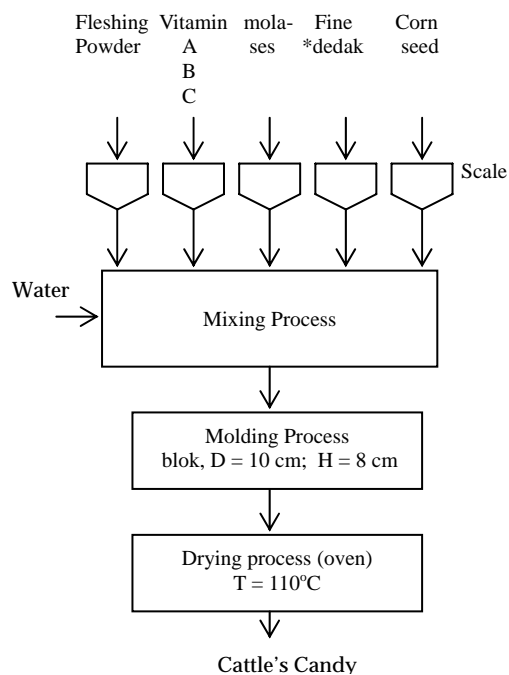 Fleshing Vitamin mola- Fine Corn
Powder A ses *dedak seed
B
C
Scale
Water
Mixing Process
Molding Process
blok, D = 10 cm; H = 8 cm
Drying process (oven)
T = 110°C
Cattle's Candy